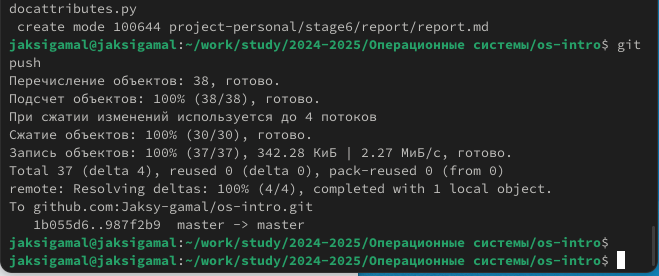 docattributes.py
 create mode 100644 project-personal/stage6/report/report.md
jaksigamal@jaksigamal:~/work/study/2024-2025/Операционные системы/os-intro$ git
push
Перечисление объектов: 38, готово.
Подсчет объектов: 100% (38/38), готово.
При сжатии изменений используется до 4 потоков
Сжатие объектов: 100% (30/30), готово.
Запись объектов: 100% (37/37), 342.28 КиБ | 2.27 МиБ/с, готово.
Total 37 (delta 4), reused 0 (delta 0), pack-reused 0 (from 0)
remote: Resolving deltas: 100% (4/4), completed with 1 local object.
To github.com:Jaksy-gamal/os-intro.git
   1b055d6..987f2b9  master -> master
jaksigamal@jaksigamal:~/work/study/2024-2025/Операционные системы/os-intro$
jaksigamal@jaksigamal:~/work/study/2024-2025/Операционные системы/os-intro$